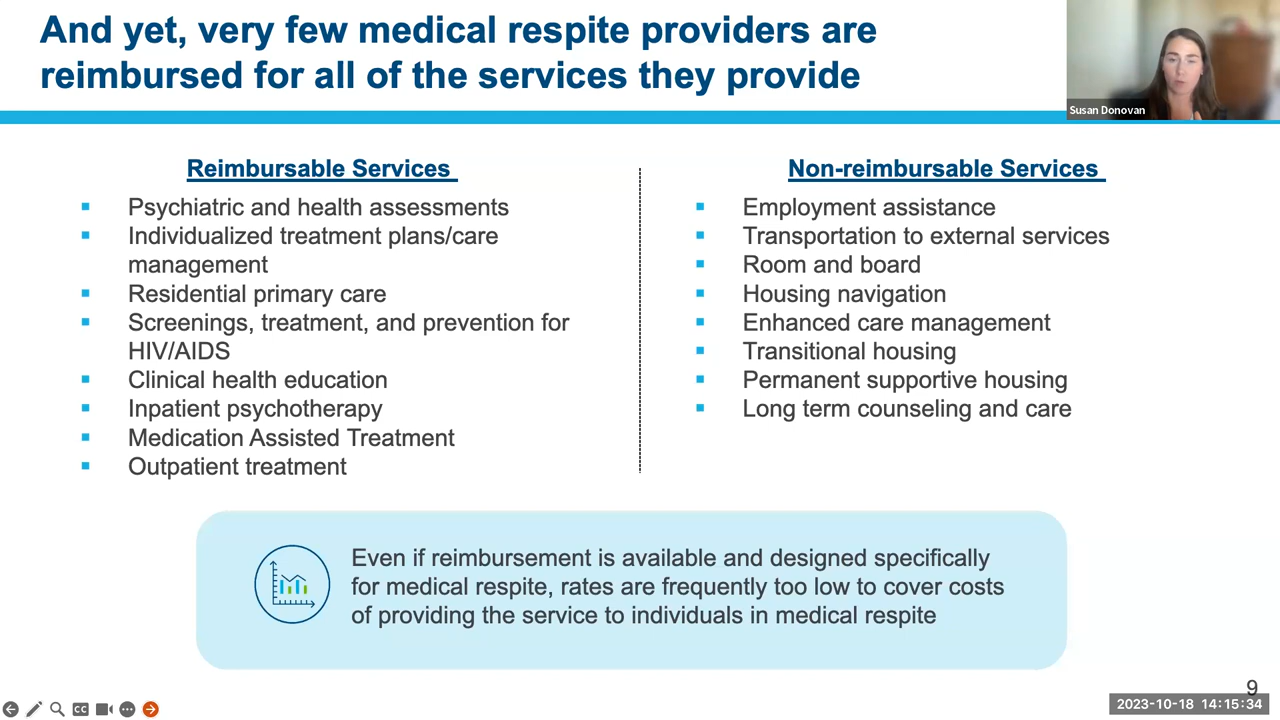 And yet, very few medical respite providers are
reimbursed for all of the services they provide
Susan Donovan
Reimbursable Services
Psychiatric and health assessments
Individualized treatment plans/care
management
Residential primary care
Screenings, treatment, and prevention for
HIV/AIDS
Clinical health education
Inpatient psychotherapy
Medication Assisted Treatment
Outpatient treatment
Non-reimbursable Services
Employment assistance
Transportation to external services
Room and board
Housing navigation
Enhanced care management
Transitional housing
Permanent supportive housing
Long term counseling and care
Even if reimbursement is available and designed specifically
for medical respite, rates are frequently too low to cover costs
of providing the service to individuals in medical respite
CC
9
2023-10-18 14:15:34